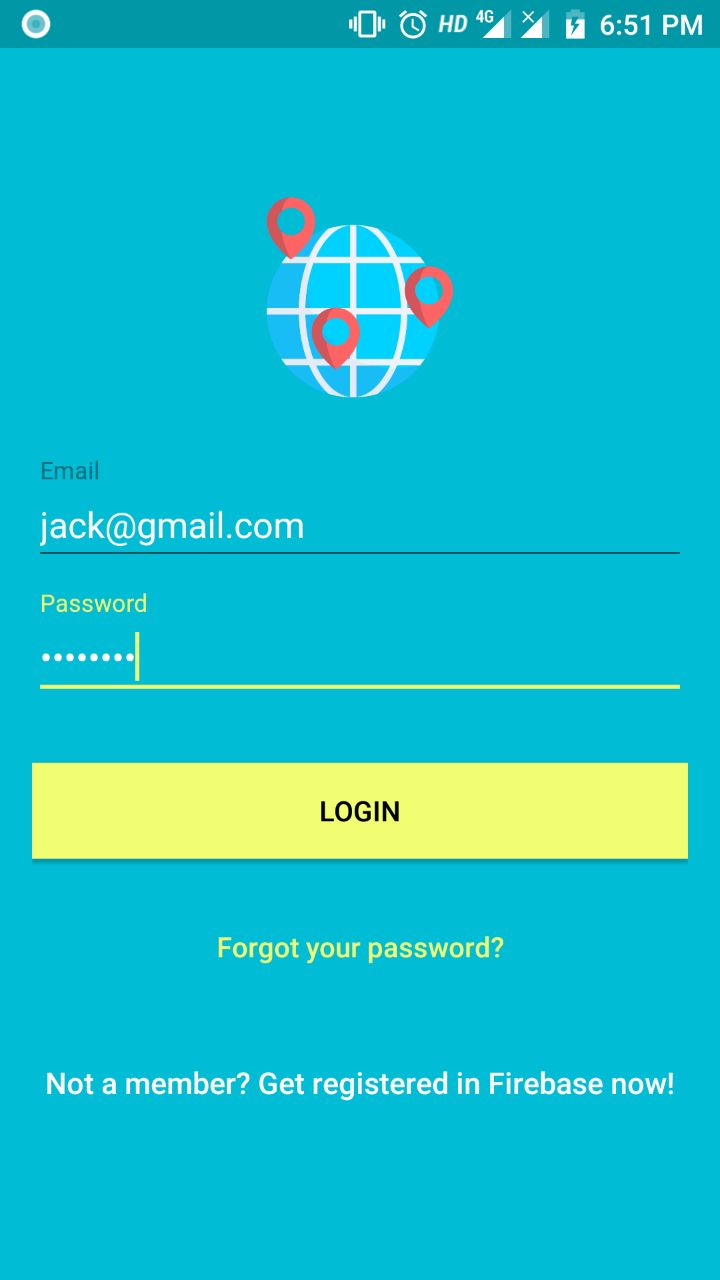 HD 4G 6:51 PM
Email
jack@gmail.com
Password
••••••••
LOGIN
Forgot your password?
Not a member? Get registered in Firebase now!